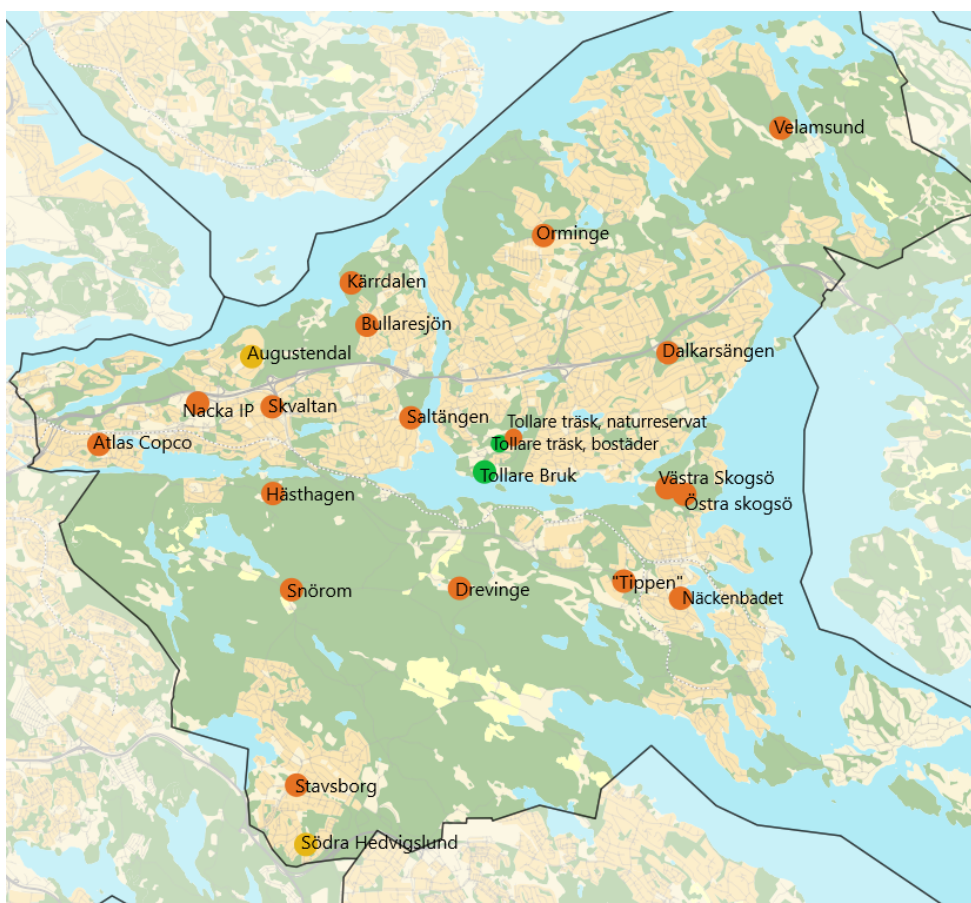 Velamsund
Orminge
Kärrdalen
Bullaresjön
Augustendal
Dalkarsängen
Nacka IP
Skvaltan
Saltängen
Tollare träsk, naturreservat
Atlas Copco
Tollare träsk, bostäder
Tollare Bruk
Västra Skogsö
Hästhagen
Östra skogsö
Snörom
Drevinge
"Tippen"
Näckenbadet
Stavsborg
Södra Hedvigslund